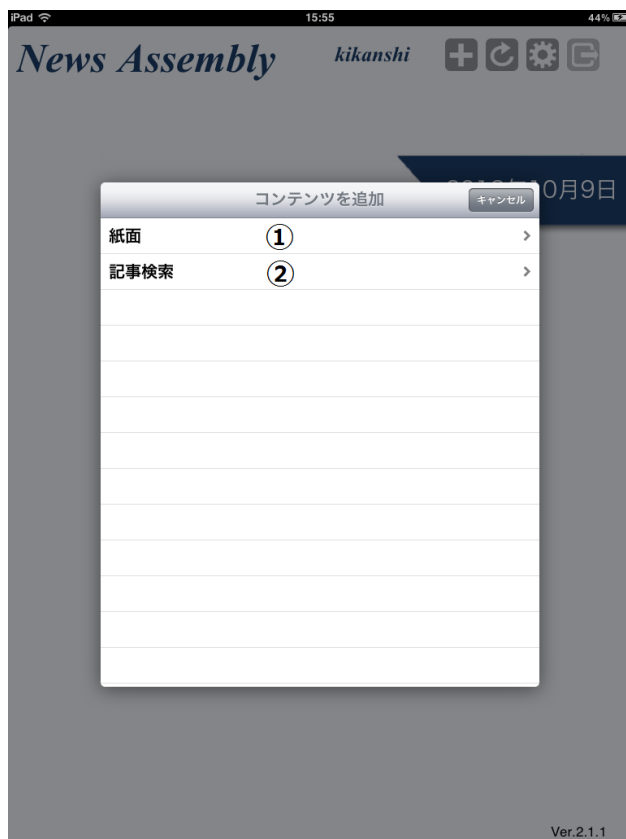 iPad 15:55 44%
News Assembly kikanshi
0月9日
コンテンツを追加 キャンセル
紙面 ①
記事検索 ②
Ver.2.1.1